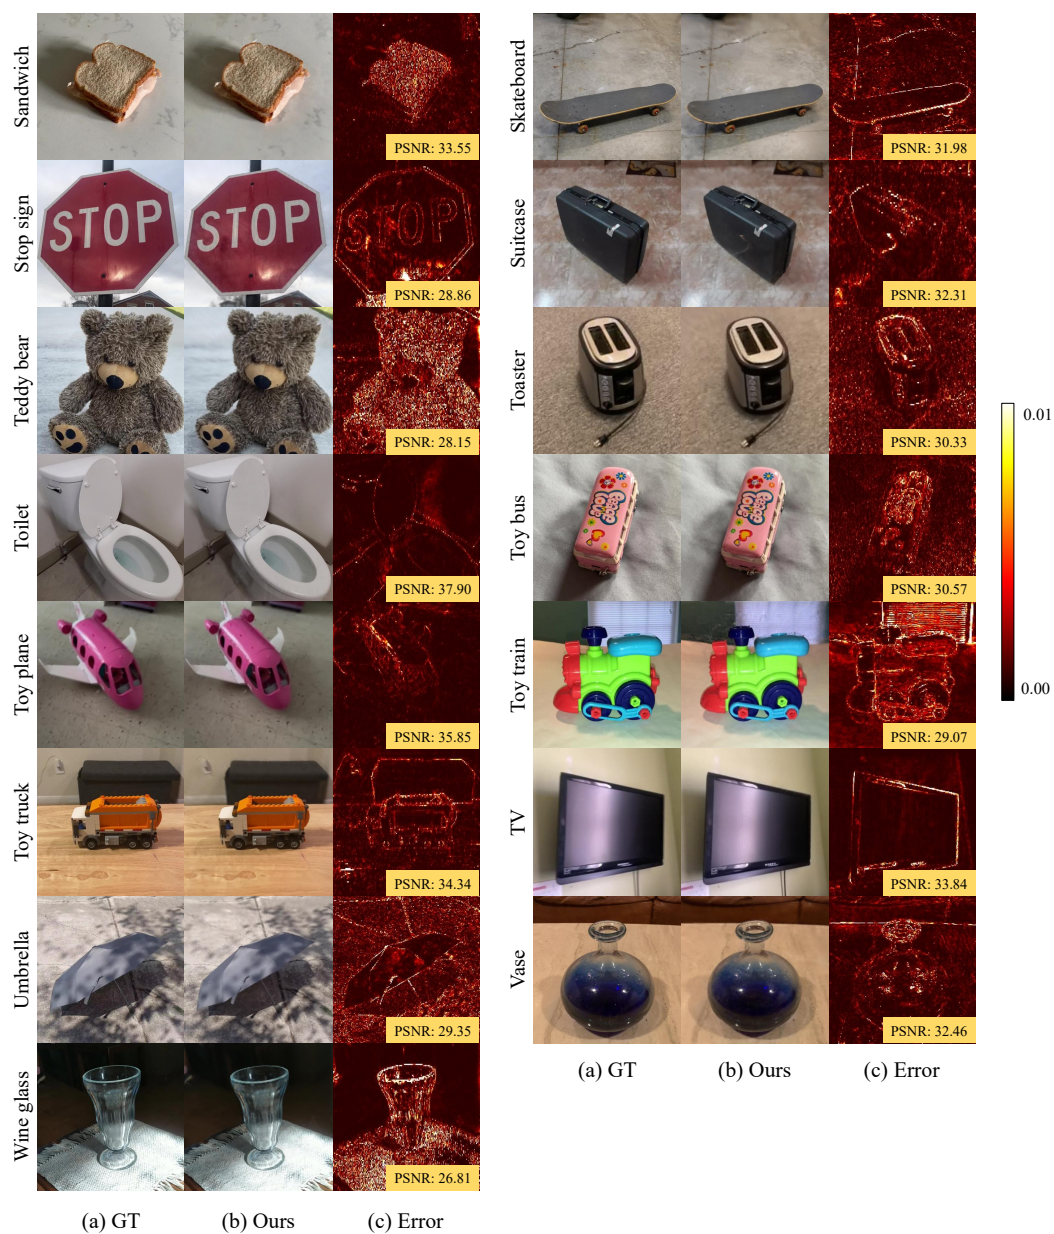 Sandwich
PSNR: 33.55
Stop sign
STOP
STOP
PSNR: 28.86
Teddy bear
PSNR: 28.15
Toilet
PSNR: 37.90
Toy plane
PSNR: 35.85
Toy truck
PSNR: 34.34
Umbrella
PSNR: 29.35
Wine glass
PSNR: 26.81
(a) GT
(b) Ours
(c) Error
Skateboard
PSNR: 31.98
Suitcase
PSNR: 32.31
Toaster
PSNR: 30.33
Toy bus
PSNR: 30.57
Toy train
PSNR: 29.07
TV
PSNR: 33.84
Vase
PSNR: 32.46
(a) GT
(b) Ours
(c) Error
0.01
0.00